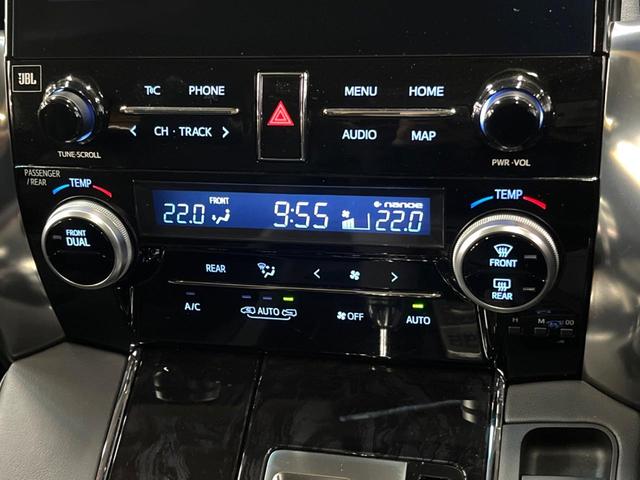 JBL
T/C PHONE
MENU HOME
CH · TRACK
AUDIO MAP
TUNE·SCROLL
PWR·VOL
PASSENGER
/REAR
TEMP
TEMP
FRONT
22.0
9:55
nanoe
22.0
FRONT
DUAL
FRONT
REAR
REAR
A/C
AUTO
OFF
AUTO
H M :00